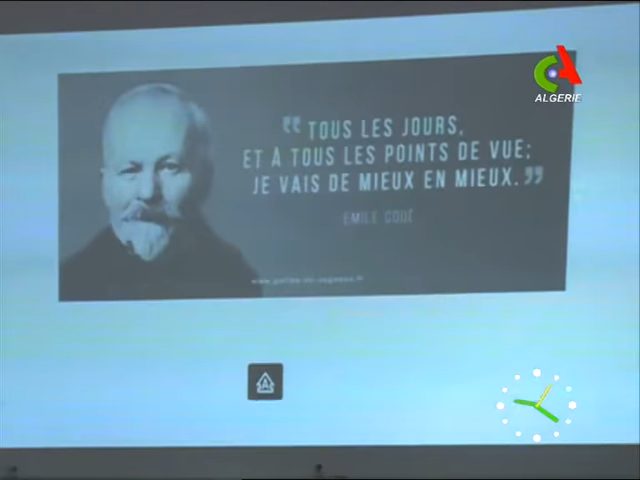 ALGERIE
“ TOUS LES JOURS,
ET A TOUS LES POINTS DE VUE;
JE VAIS DE MIEUX EN MIEUX. ”
EMILE COUÉ